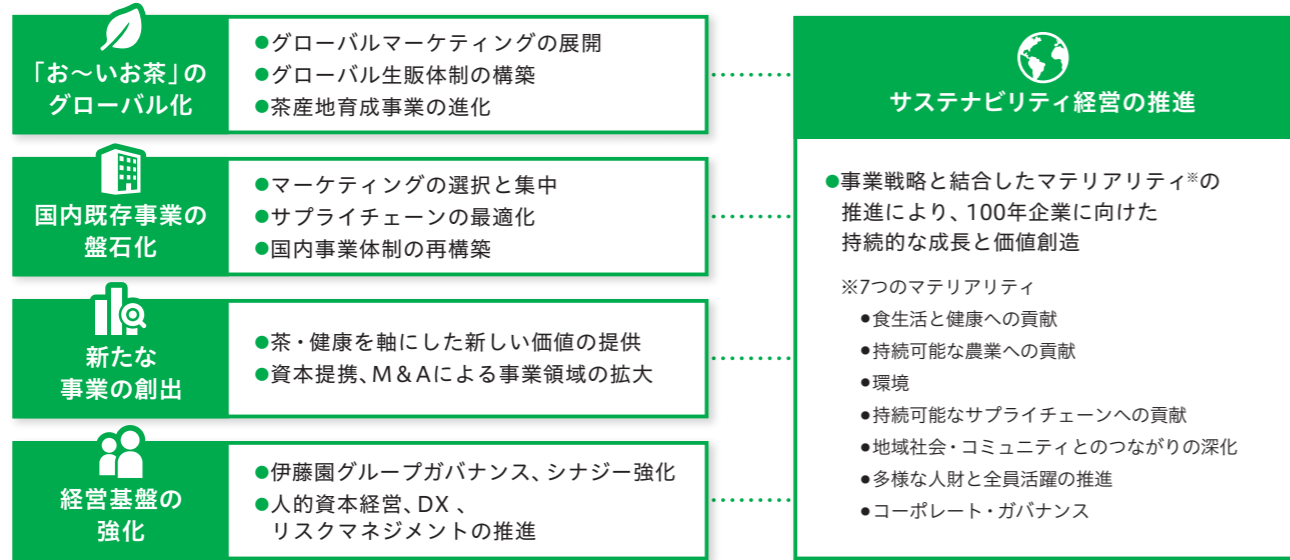 「お～いお茶」の
グローバル化
●グローバルマーケティングの展開
●グローバル生販体制の構築
●茶産地育成事業の進化
国内既存事業の
盤石化
●マーケティングの選択と集中
●サプライチェーンの最適化
●国内事業体制の再構築
新たな
事業の創出
●茶・健康を軸にした新しい価値の提供
●資本提携、M＆Aによる事業領域の拡大
経営基盤の
強化
●伊藤園グループガバナンス、シナジー強化
●人的資本経営、DX 、
リスクマネジメントの推進
サステナビリティ経営の推進
●事業戦略と結合したマテリアリティ※の
推進により、100年企業に向けた
持続的な成長と価値創造
※7つのマテリアリティ
●食生活と健康への貢献
●持続可能な農業への貢献
●環境
●持続可能なサプライチェーンへの貢献
●地域社会・コミュニティとのつながりの深化
●多様な人財と全員活躍の推進
●コーポレート・ガバナンス